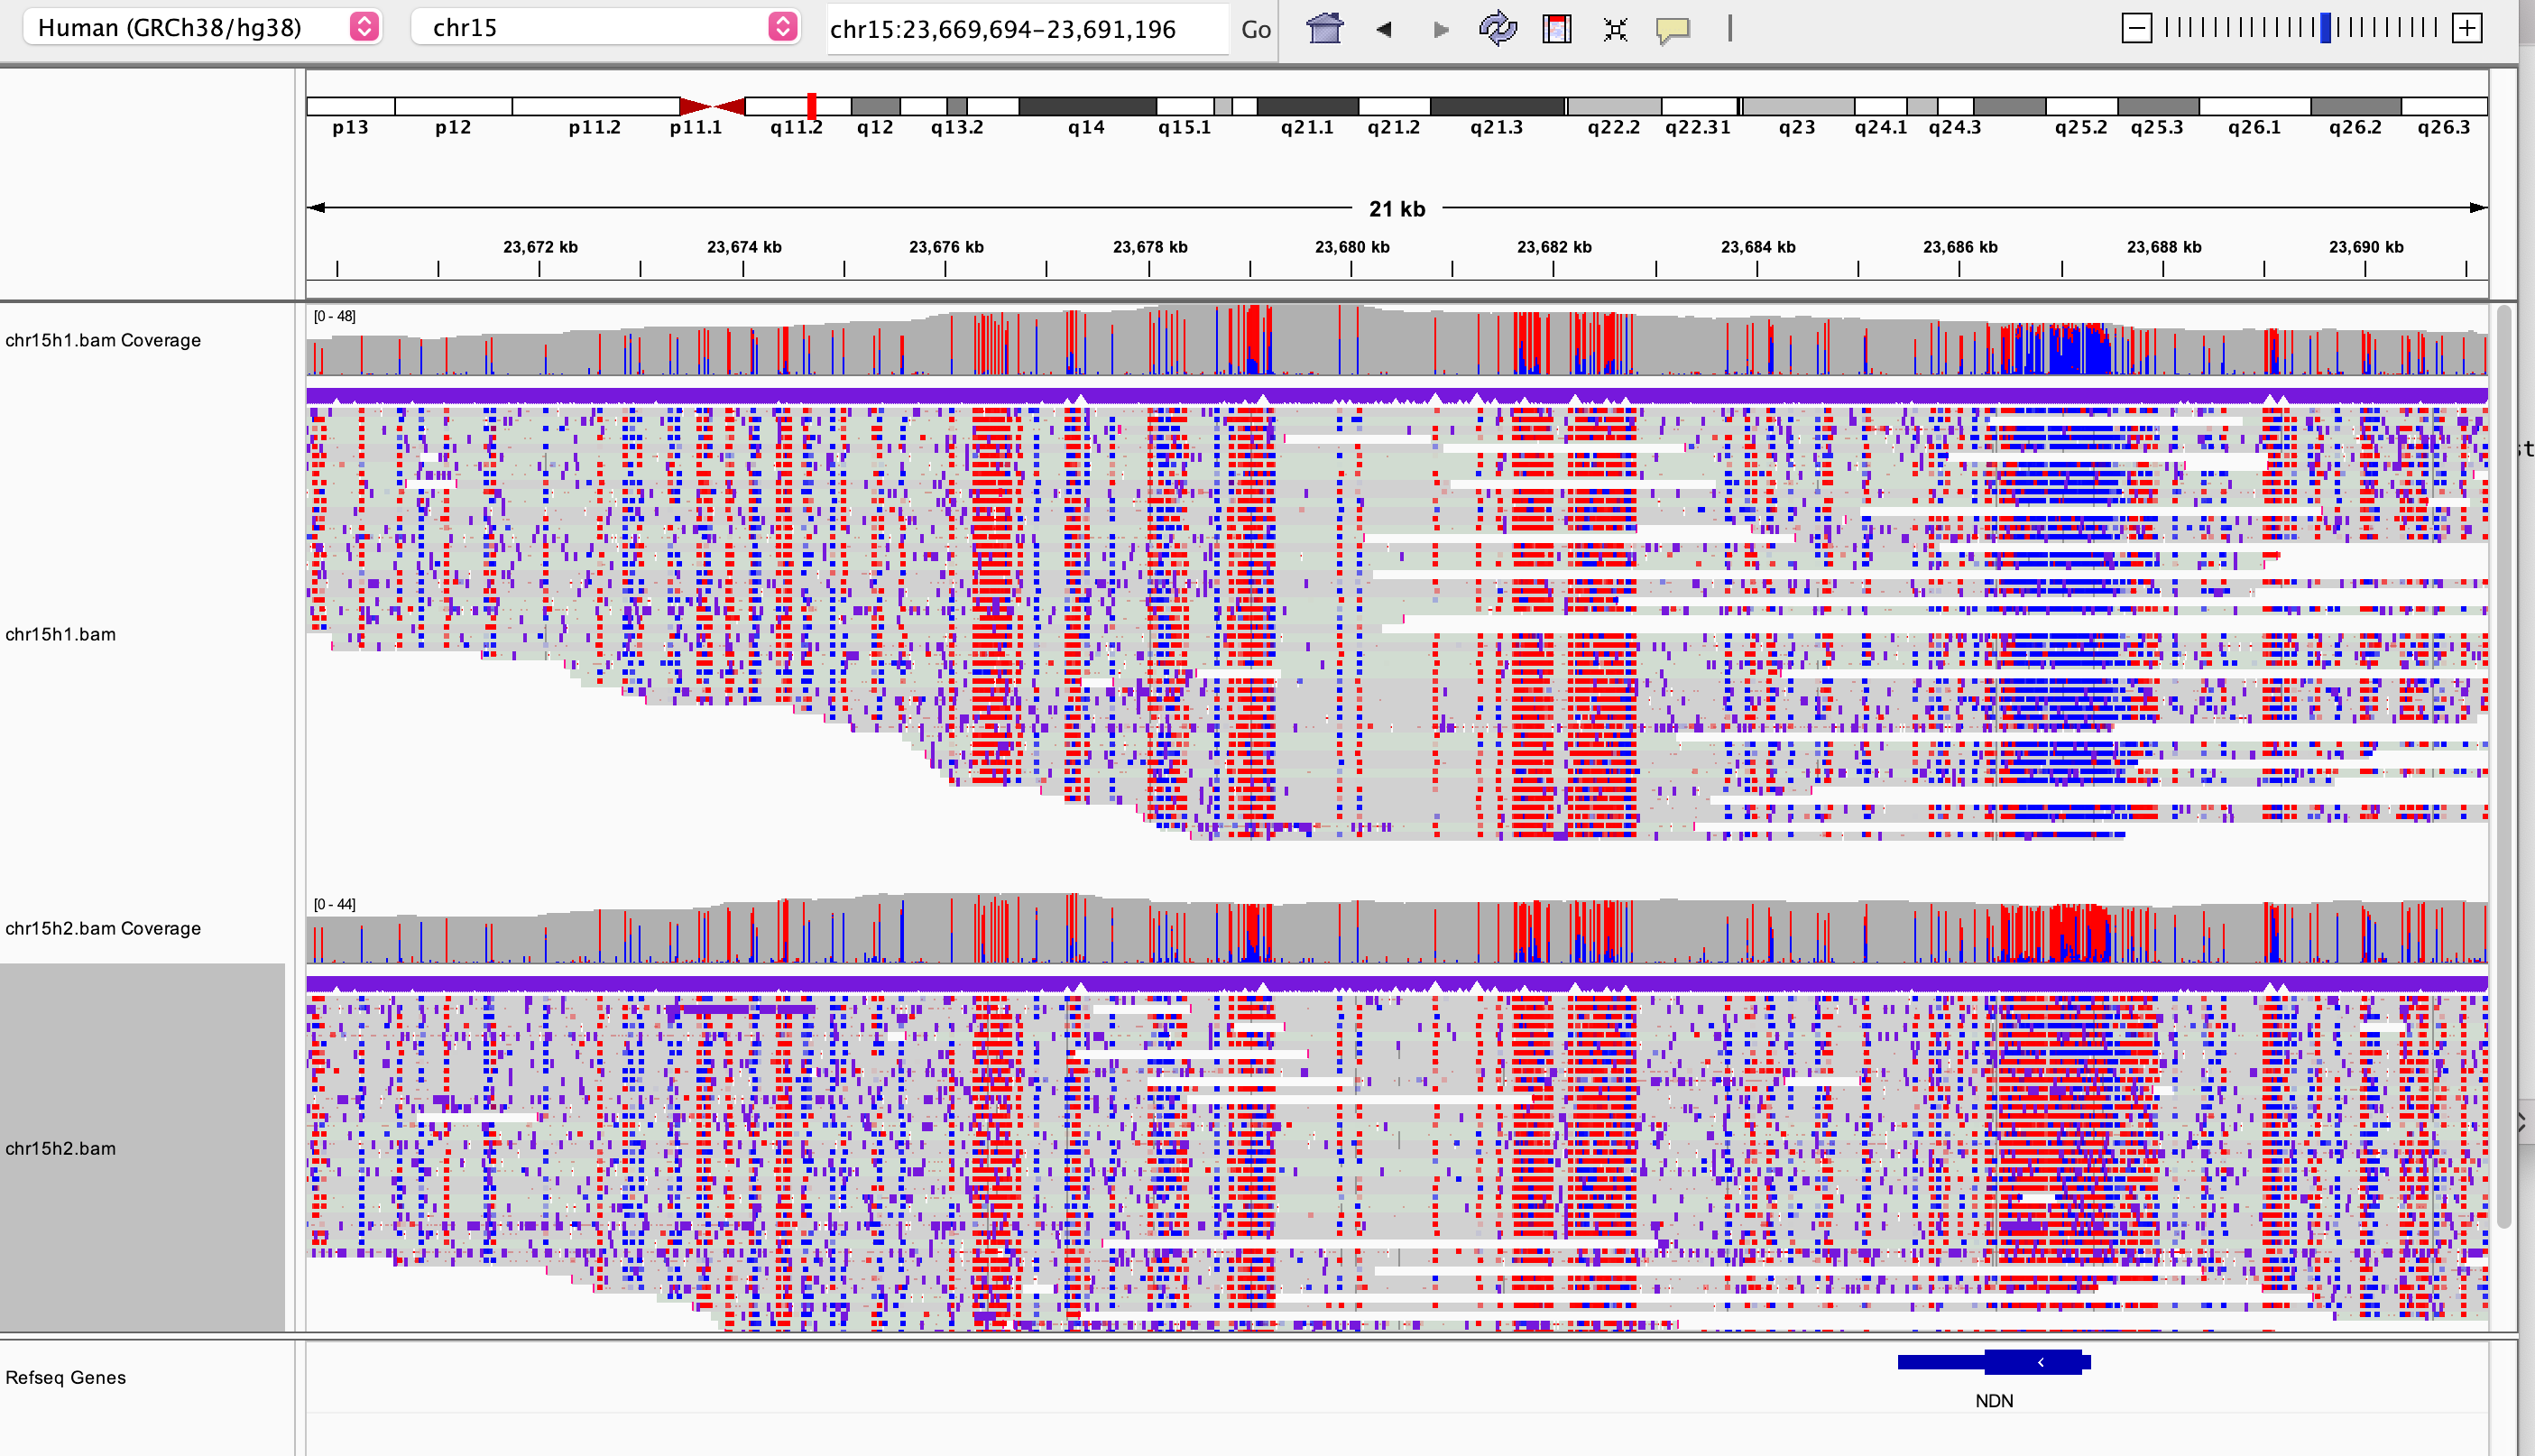 Human (GRCh38/hg38) chr15 chr15:23,669,694-23,691,196 Go
p13 p12 p11.2 p11.1 q11.2 q12 q13.2 q14 q15.1 q21.1 q21.2 q21.3 q22.2 q22.31 q23 q24.1 q24.3 q25.2 q25.3 q26.1 q26.2 q26.3
21 kb
23,672 kb 23,674 kb 23,676 kb 23,678 kb 23,680 kb 23,682 kb 23,684 kb 23,686 kb 23,688 kb 23,690 kb
[0 - 48]
chr15h1.bam Coverage
st
chr15h1.bam
[0 - 44]
chr15h2.bam Coverage
chr15h2.bam
Refseq Genes
NDN